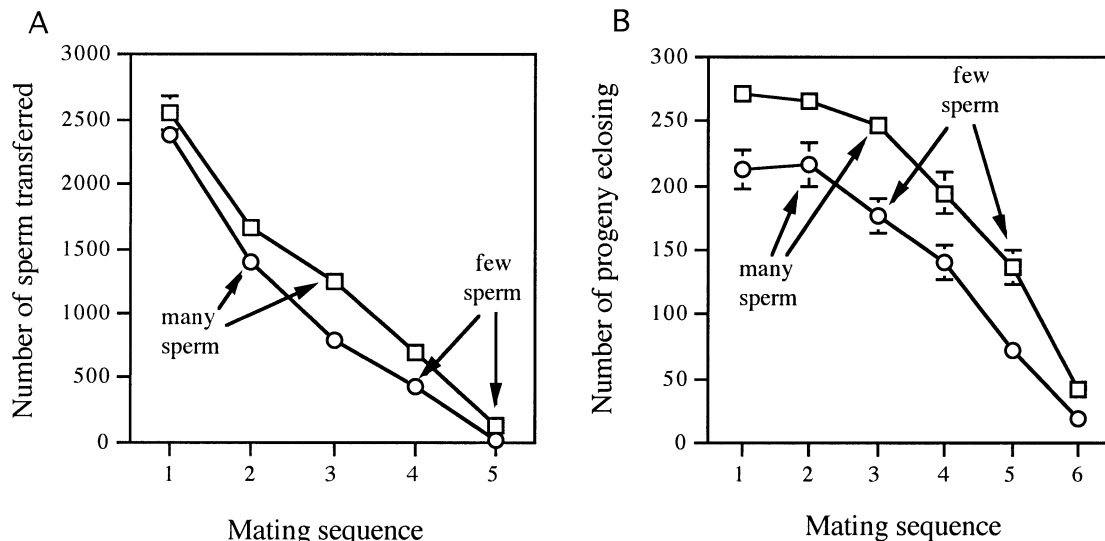 A
Number of sperm transferred
3000
2500
2000
1500
1000
500
0
many
sperm
few
sperm
1 2 3 4 5
Mating sequence
B
Number of progeny eclosing
300
250
200
150
100
50
0
few
sperm
many
sperm
1 2 3 4 5 6
Mating sequence